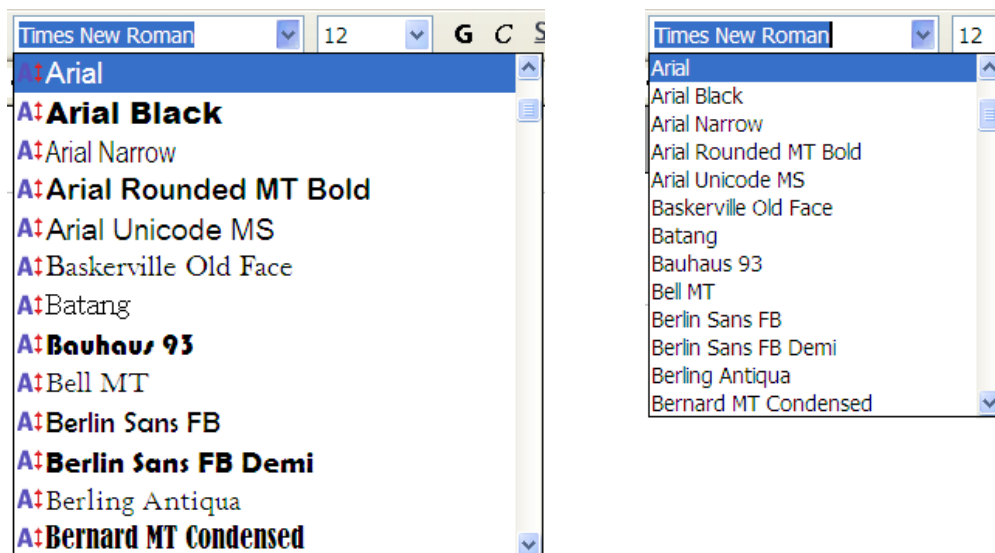 Times New Roman 12 G C S
Arial
Arial Black
Arial Narrow
Arial Rounded MT Bold
Arial Unicode MS
Baskerville Old Face
Batang
Bauhaus 93
Bell MT
Berlin Sans FB
Berlin Sans FB Demi
Berling Antiqua
Bernard MT Condensed
Times New Roman 12
Arial
Arial Black
Arial Narrow
Arial Rounded MT Bold
Arial Unicode MS
Baskerville Old Face
Batang
Bauhaus 93
Bell MT
Berlin Sans FB
Berlin Sans FB Demi
Berling Antiqua
Bernard MT Condensed